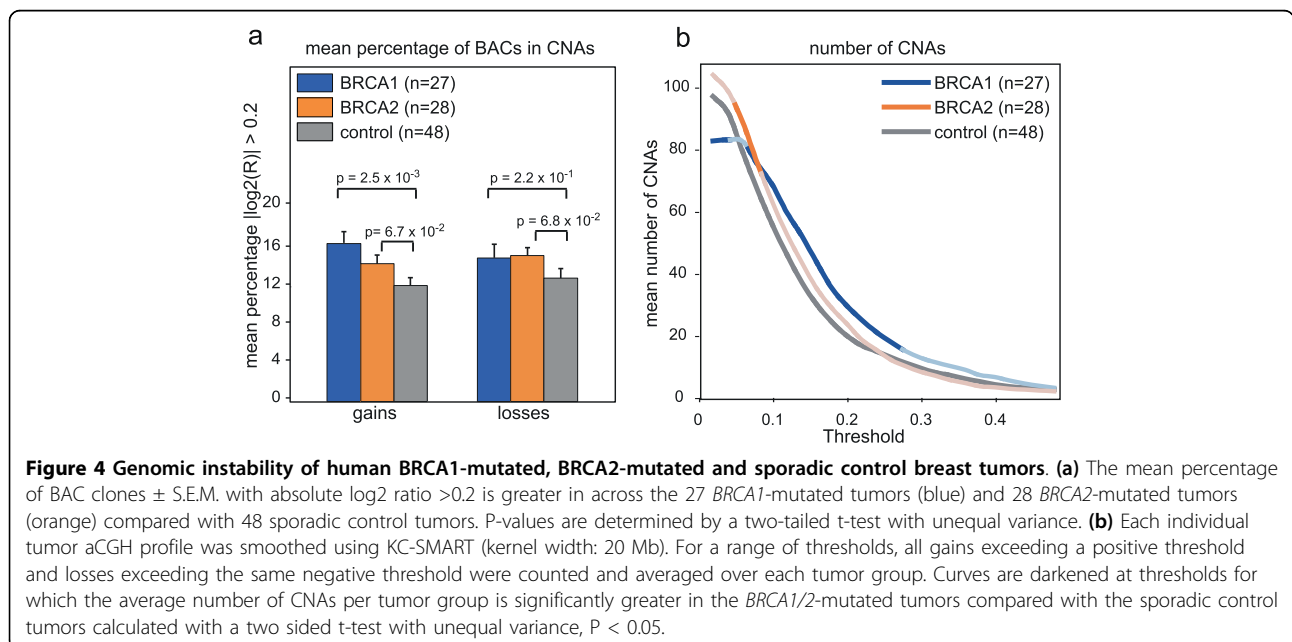 a
mean percentage of BACs in CNAs
BRCA1 (n=27)
BRCA2 (n=28)
control (n=48)
mean percentage |log2(R)| > 0.2
20
16
12
8
4
0
p = 2.5 x 10-3
p= 6.7 x 10-2
p = 2.2 x 10-1
p = 6.8 x 10-2
gains
losses
b
number of CNAs
BRCA1 (n=27)
BRCA2 (n=28)
control (n=48)
mean number of CNAs
100
80
60
40
20
0
0
0.1
0.2
0.3
0.4
Threshold
Figure 4 Genomic instability of human BRCA1-mutated, BRCA2-mutated and sporadic control breast tumors. (a) The mean percentage
of BAC clones ± S.E.M. with absolute log2 ratio >0.2 is greater in across the 27 BRCA1-mutated tumors (blue) and 28 BRCA2-mutated tumors
(orange) compared with 48 sporadic control tumors. P-values are determined by a two-tailed t-test with unequal variance. (b) Each individual
tumor aCGH profile was smoothed using KC-SMART (kernel width: 20 Mb). For a range of thresholds, all gains exceeding a positive threshold
and losses exceeding the same negative threshold were counted and averaged over each tumor group. Curves are darkened at thresholds for
which the average number of CNAs per tumor group is significantly greater in the BRCA1/2-mutated tumors compared with the sporadic control
tumors calculated with a two sided t-test with unequal variance, P < 0.05.